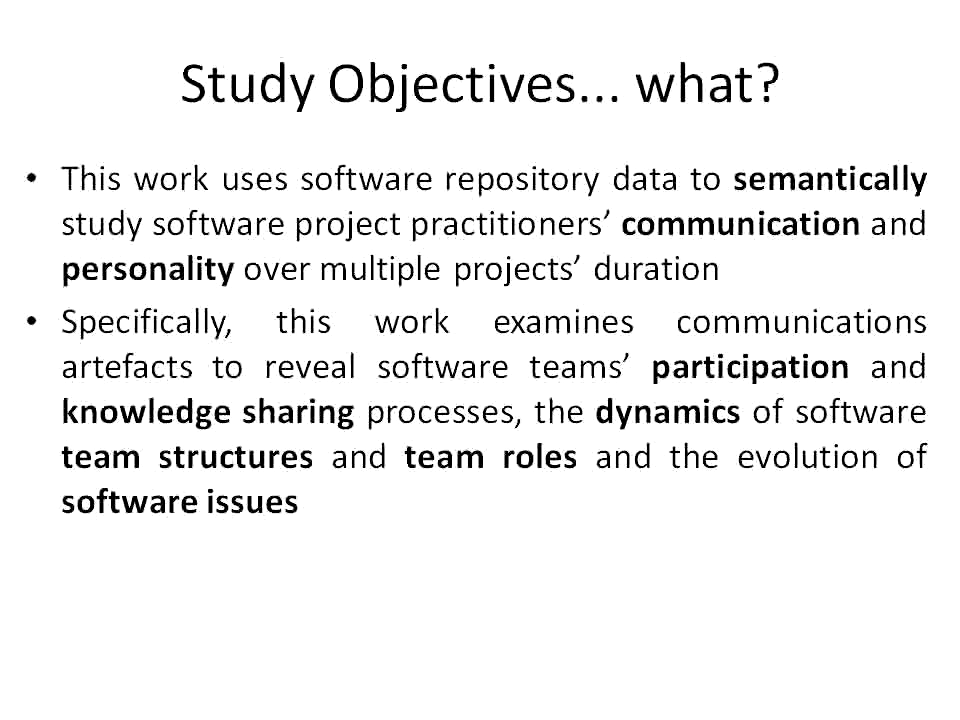 Study Objectives... what?
• This work uses software repository data to semantically
study software project practitioners’ communication and
personality over multiple projects’ duration
• Specifically, this work examines communications
artefacts to reveal software teams’ participation and
knowledge sharing processes, the dynamics of software
team structures and team roles and the evolution of
software issues